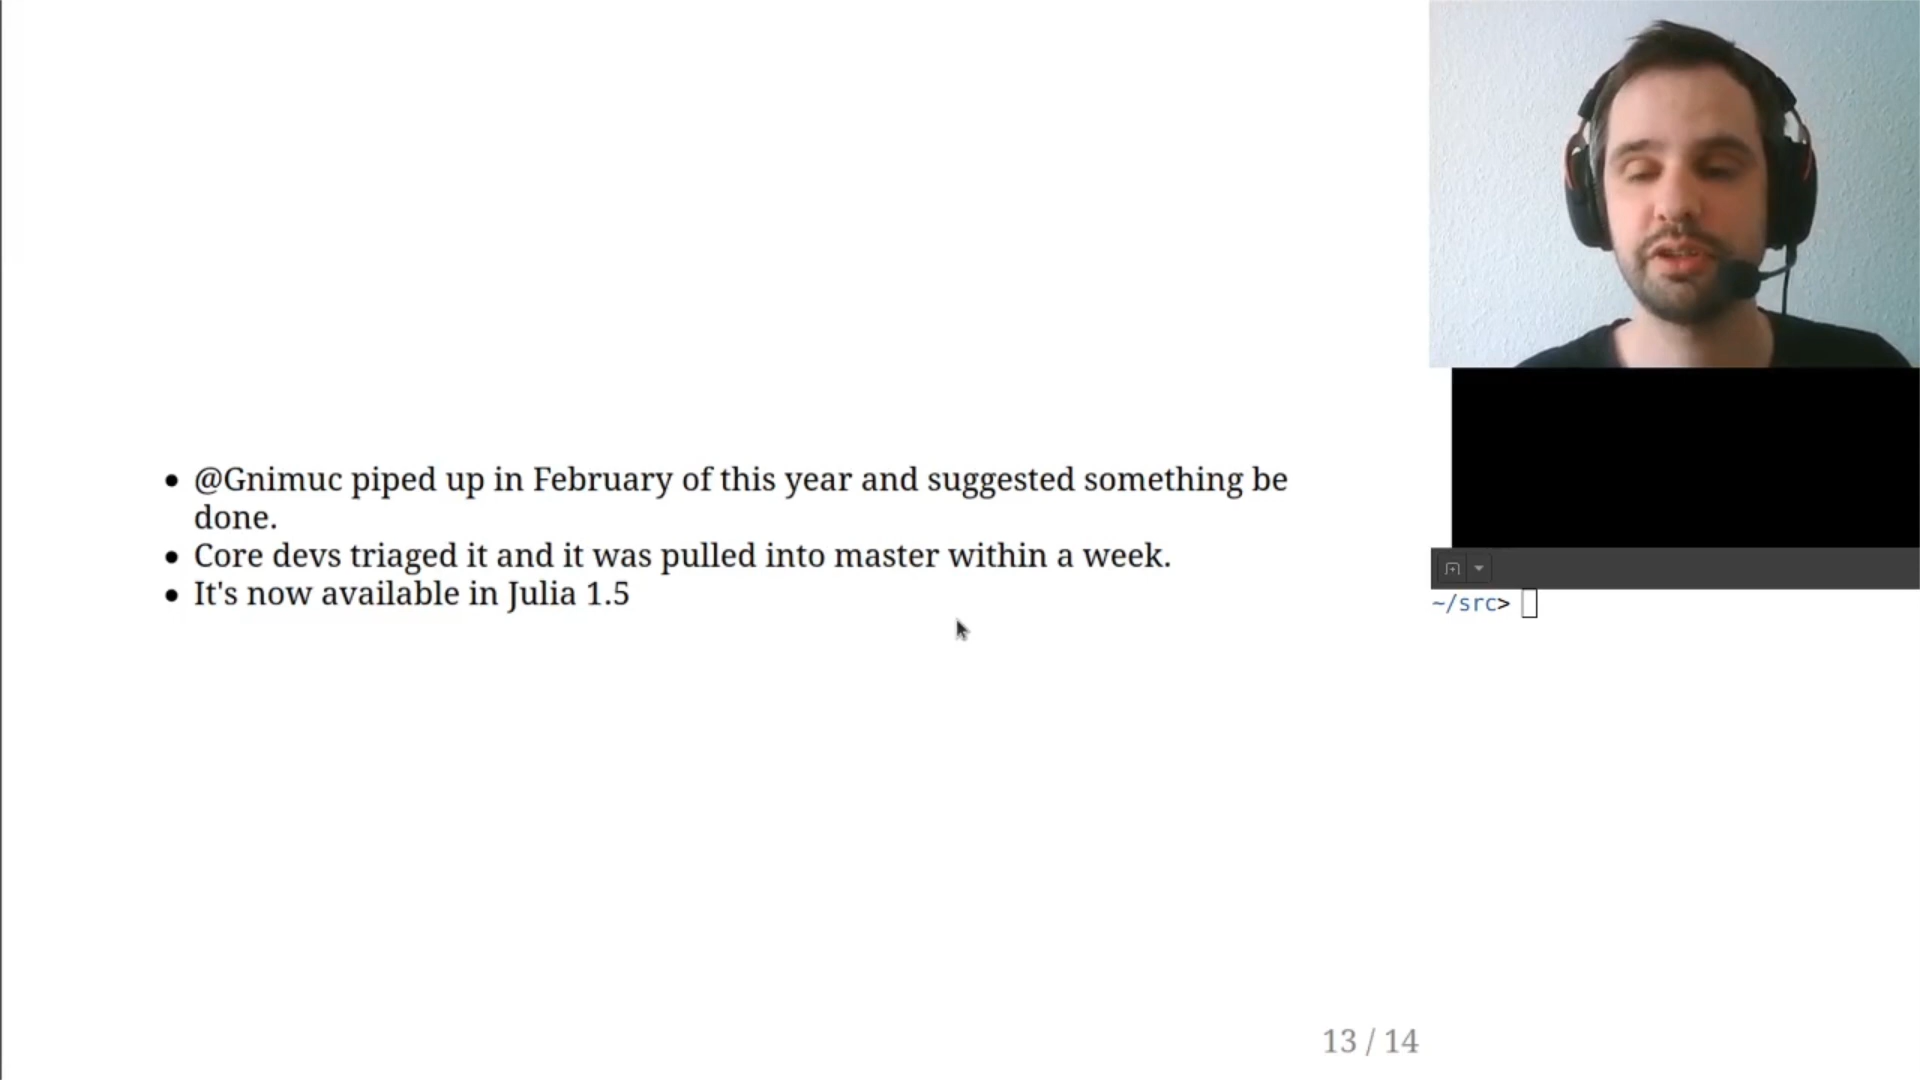 @Gnimuc piped up in February of this year and suggested something be
done.
Core devs triaged it and it was pulled into master within a week.
It's now available in Julia 1.5
~/src>
13 / 14